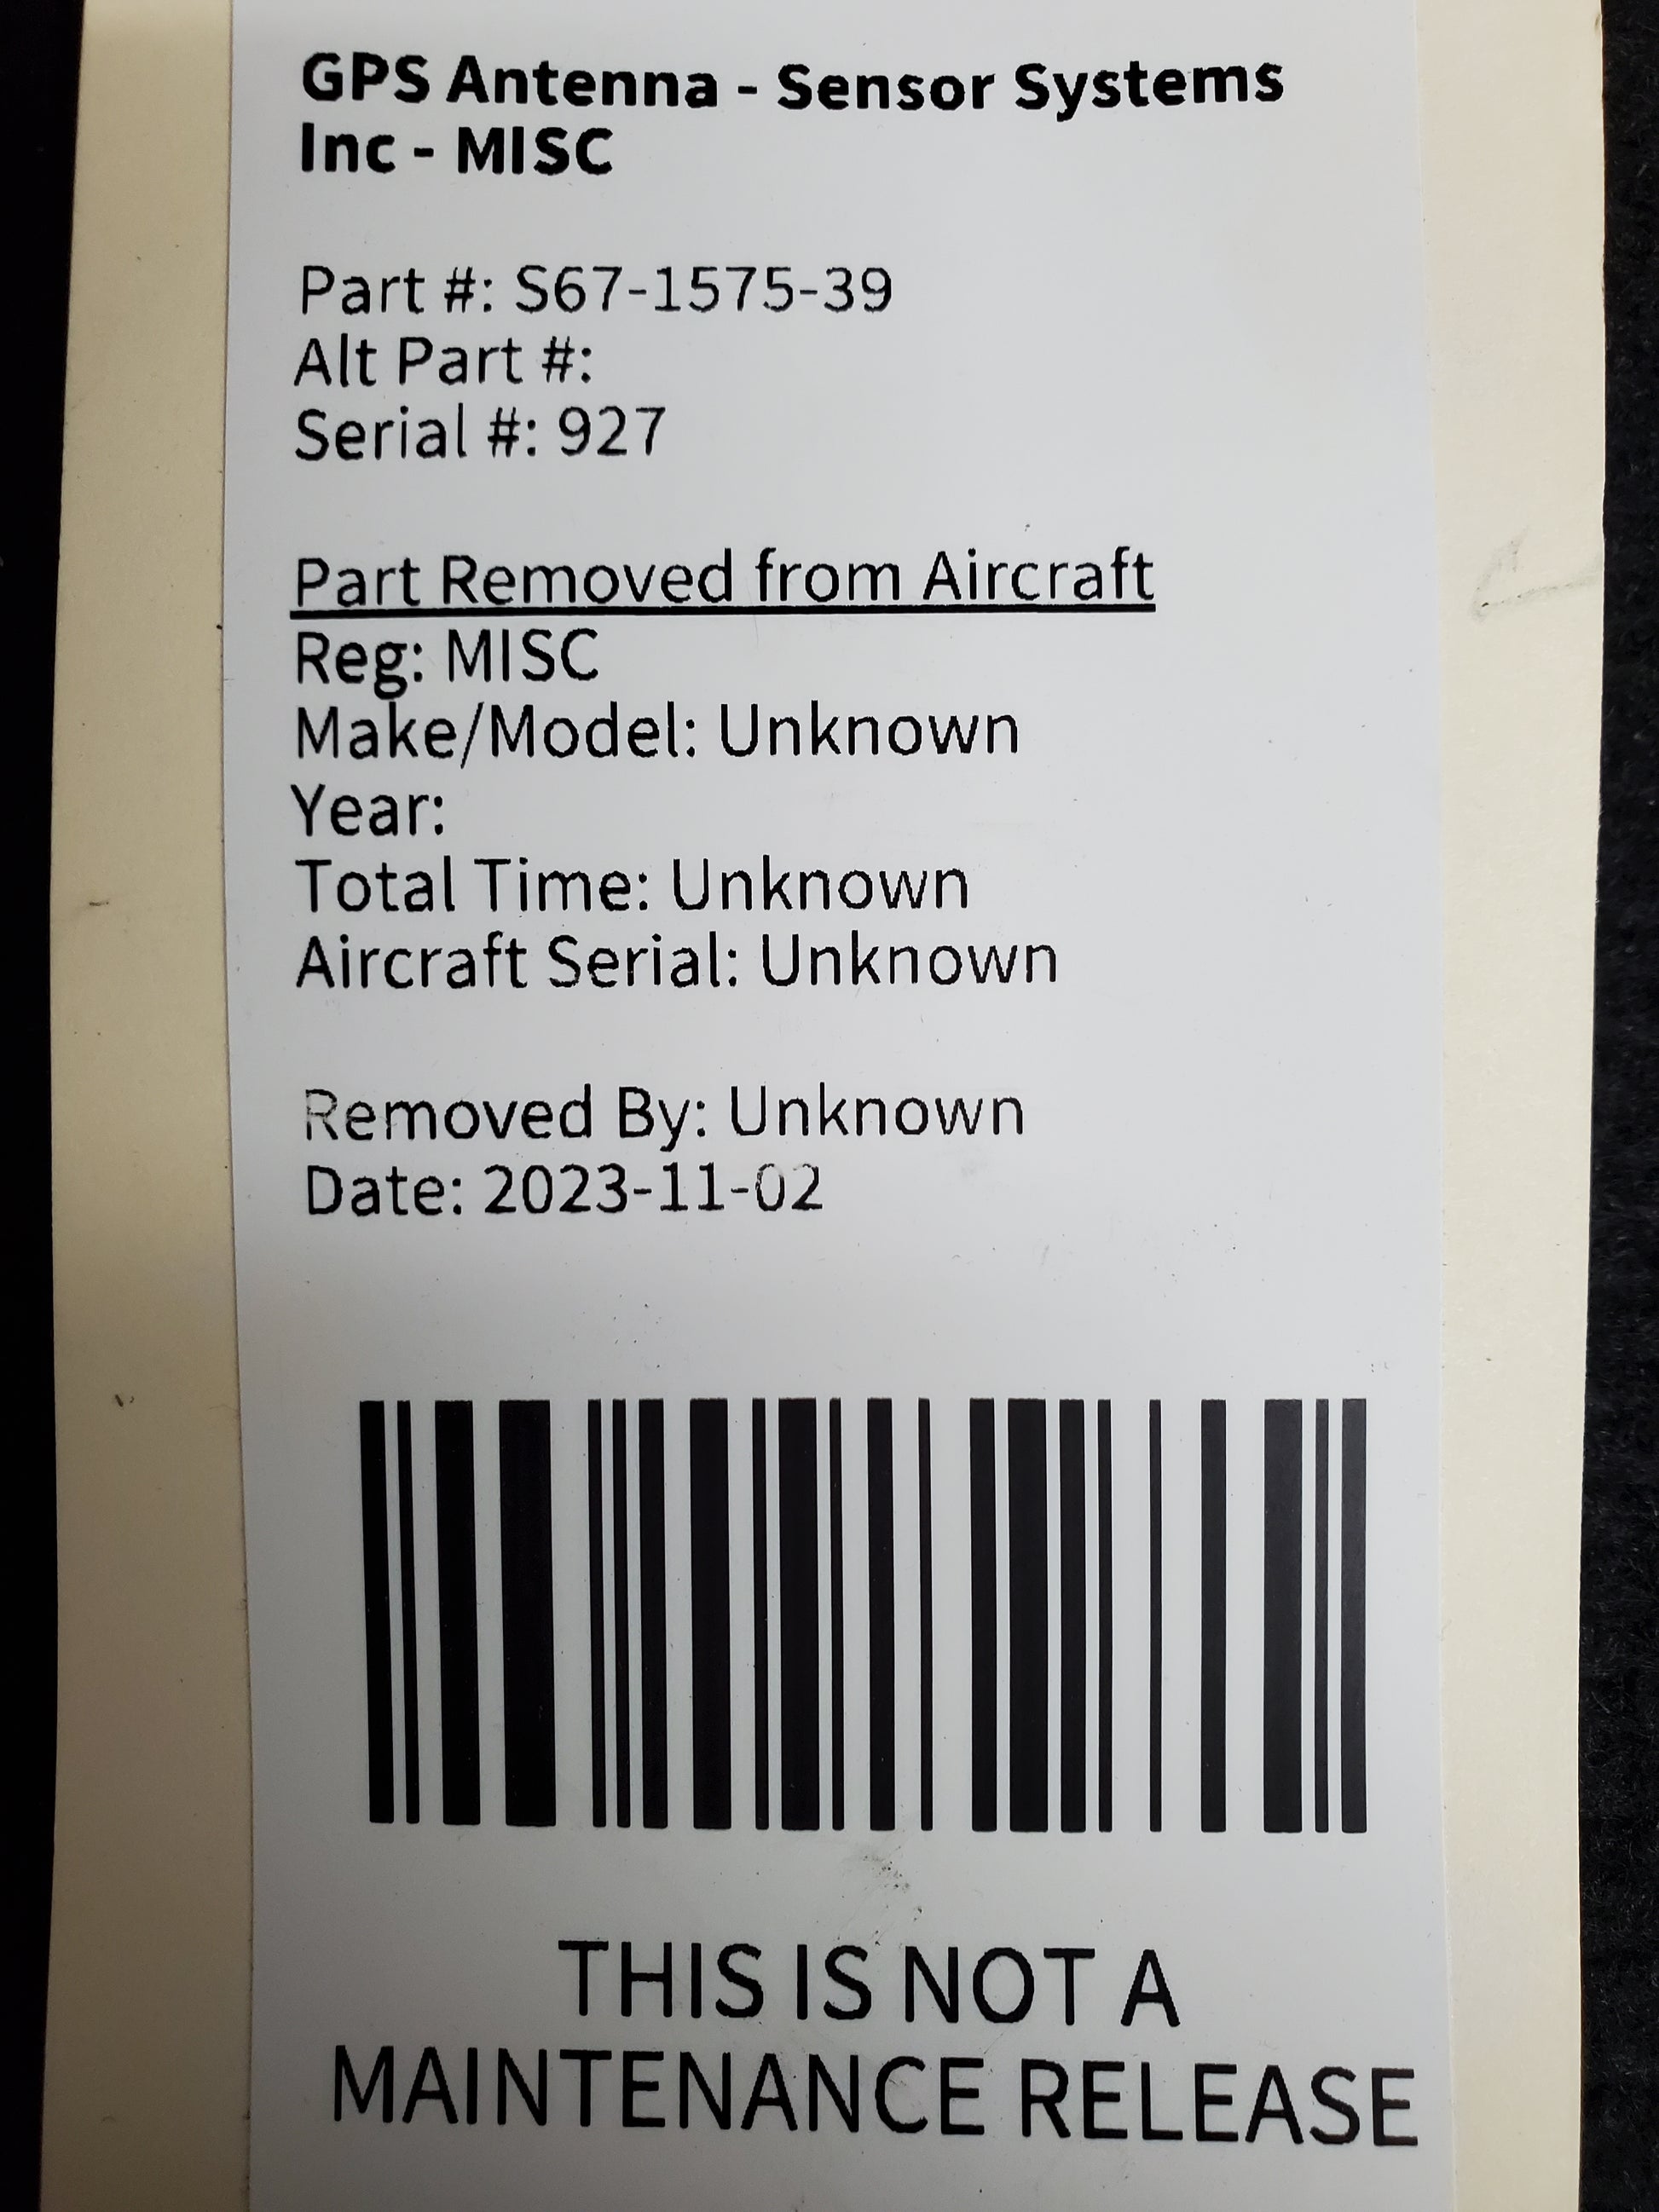 GPS Antenna - Sensor Systems
Inc - MISC
Part #: S67-1575-39
Alt Part #:
Serial #: 927
Part Removed from Aircraft
Reg: MISC
Make/Model: Unknown
Year:
Total Time: Unknown
Aircraft Serial: Unknown
Removed By: Unknown
Date: 2023-11-02
THIS IS NOT A
MAINTENANCE RELEASE